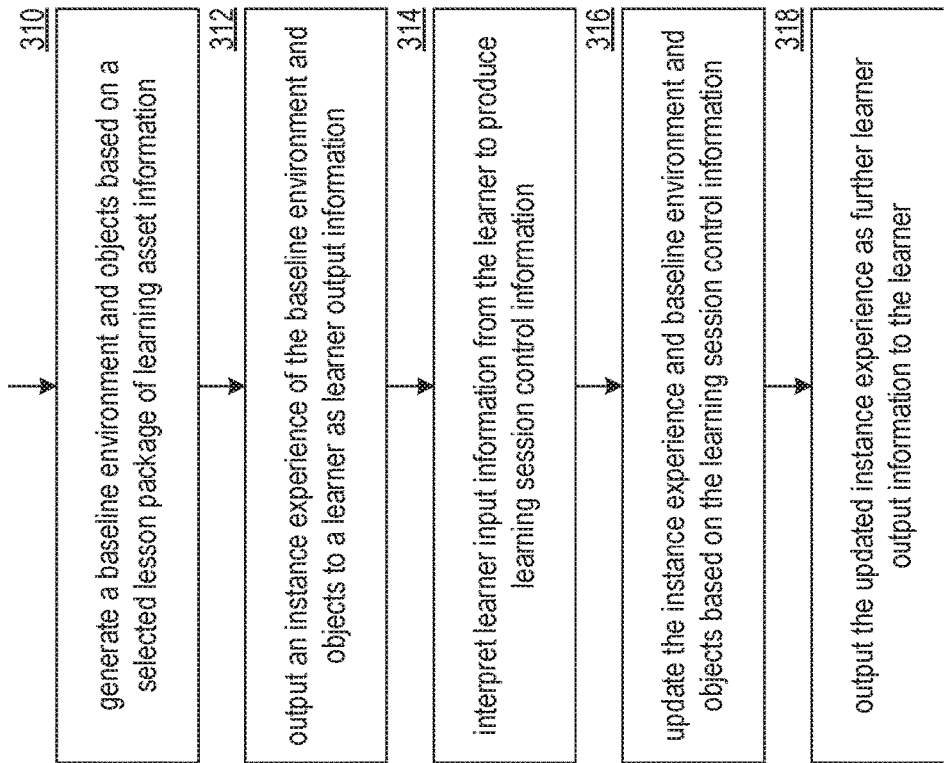 310
generate a baseline environment and objects based on a
selected lesson package of learning asset information
312
output an instance experience of the baseline environment and
objects to a learner as learner output information
314
interpret learner input information from the learner to produce
learning session control information
316
update the instance experience and baseline environment and
objects based on the learning session control information
318
output the updated instance experience as further learner
output information to the learner